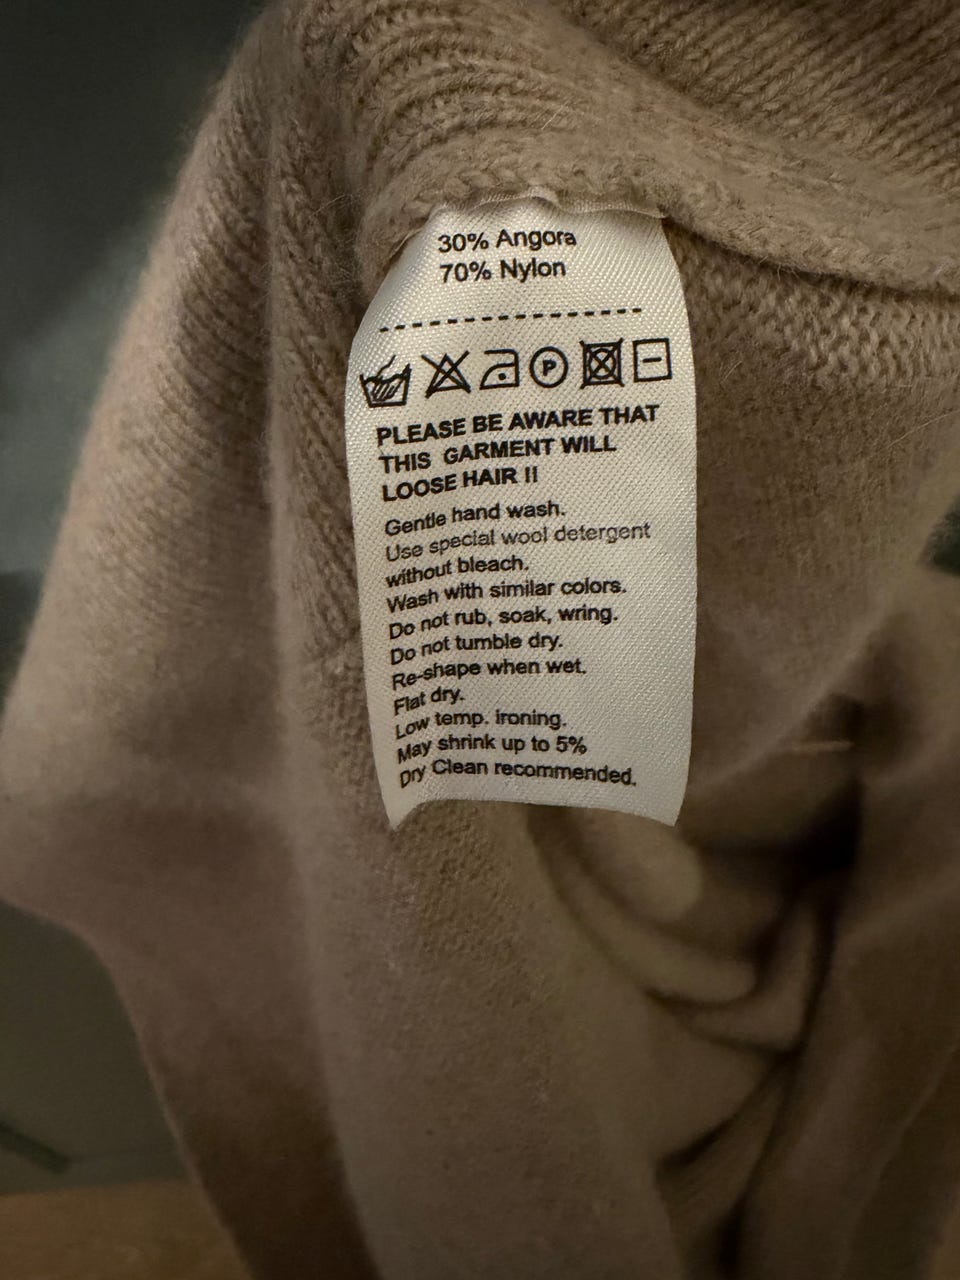 30% Angora
70% Nylon
P
PLEASE BE AWARE THAT
THIS GARMENT WILL
LOOSE HAIR !!
Gentle hand wash.
Use special wool detergent
without bleach.
Wash with similar colors.
Do not rub, soak, wring.
Do not tumble dry.
Re-shape when wet.
Flat dry.
Low temp. ironing.
May shrink up to 5%
Dry Clean recommended.